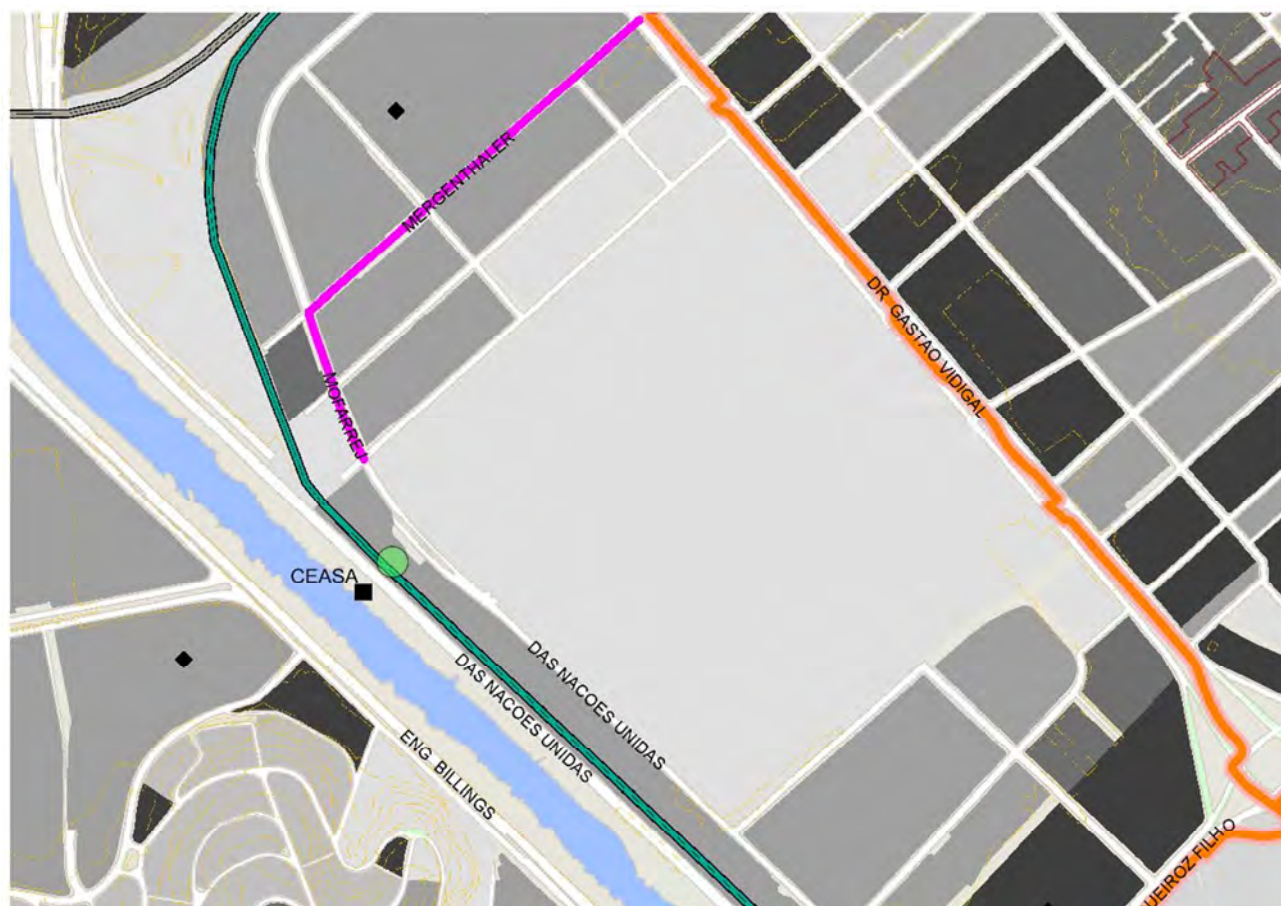 MERGENTHALER
DR GASTAO VIDIGAL
MOFARREJ
CEASA
DAS NACOES UNIDAS
DAS NACOES UNIDAS
ENG. BILLINGS
UEIROZ FILHO